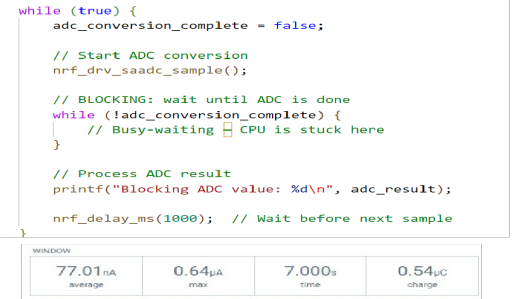 while (true) {
adc_conversion_complete = false;
// Start ADC conversion
nrf_drv_saadc_sample();
// BLOCKING: wait until ADC is done
while (!adc_conversion_complete) {
// Busy-waiting – CPU is stuck here
}
// Process ADC result
printf("Blocking ADC value: %d\n", adc_result);
nrf_delay_ms(1000);  // Wait before next sample
}
WINDOW
77.01nA 0.64µA 7.000s 0.54µC
average max time charge